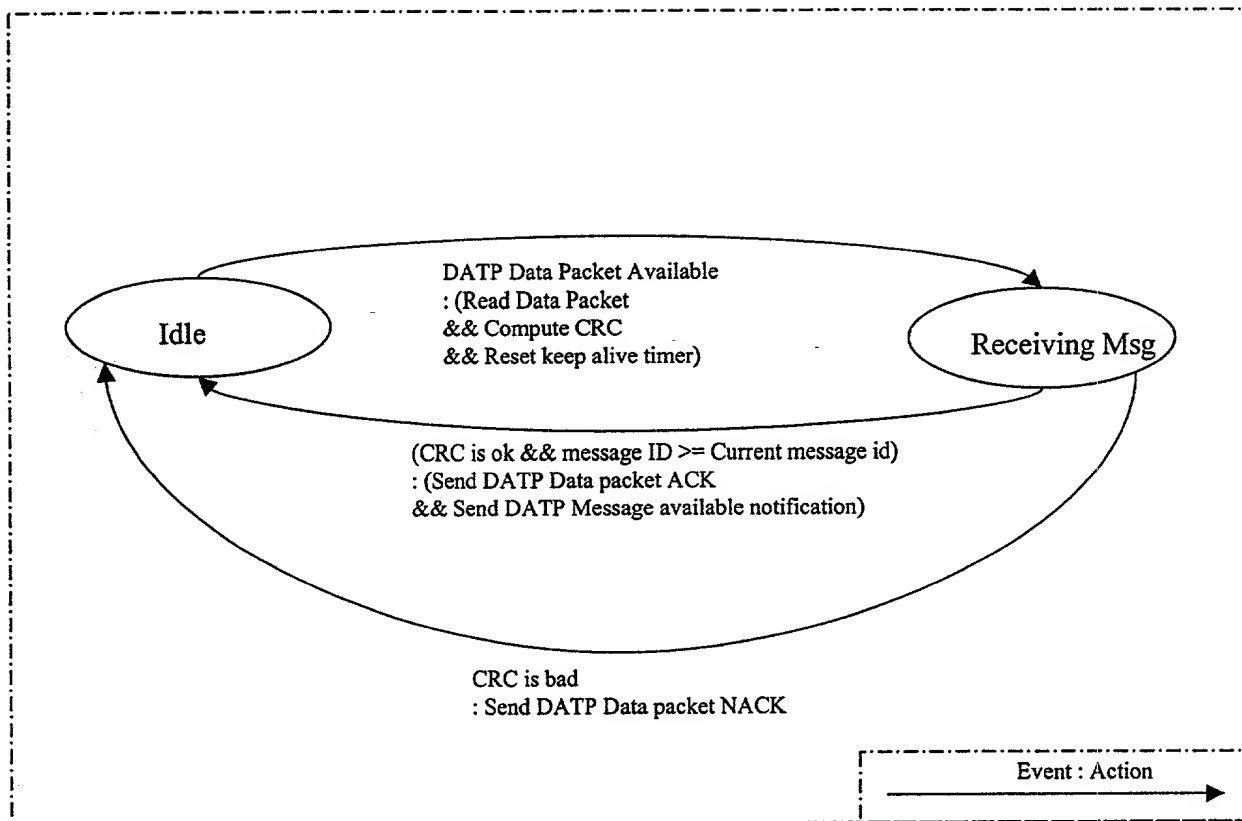 DATP Data Packet Available
: (Read Data Packet
&& Compute CRC
&& Reset keep alive timer)
Idle
Receiving Msg
(CRC is ok && message ID >= Current message id)
: (Send DATP Data packet ACK
&& Send DATP Message available notification)
CRC is bad
: Send DATP Data packet NACK
Event : Action